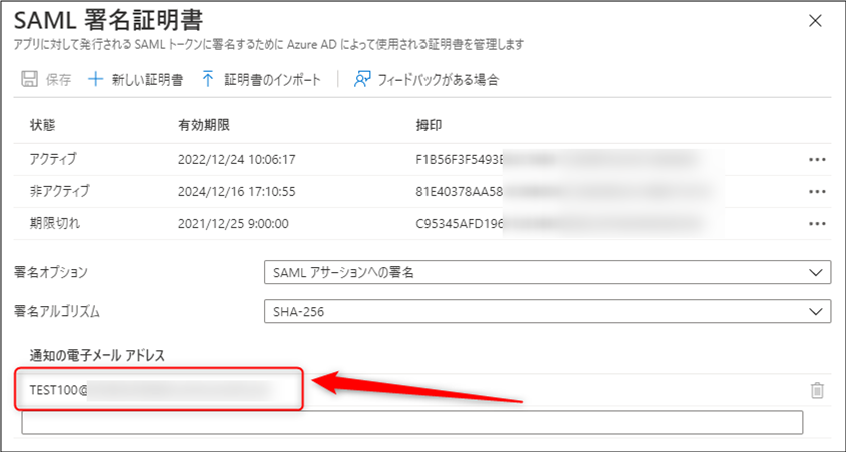 SAML 署名証明書
アプリに対して発行される SAML トークンに署名するために Azure AD によって使用される証明書を管理します
保存 新しい証明書 証明書のインポート フィードバックがある場合
状態 有効期限 拇印
アクティブ 2022/12/24 10:06:17 F1B56F3F5493E
非アクティブ 2024/12/16 17:10:55 81E40378AA58
期限切れ 2021/12/25 9:00:00 C95345AFD196
署名オプション SAML アサーションへの署名
署名アルゴリズム SHA-256
通知の電子メール アドレス
TEST100@